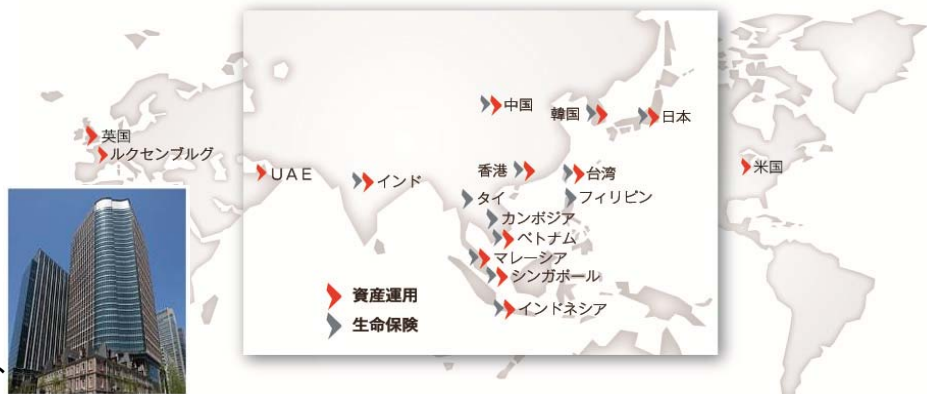 中国
韓国
日本
英国
ルクセンブルグ
UAE
インド
香港
台湾
米国
タイ
フィリピン
カンボジア
ベトナム
マレーシア
シンガポール
資産運用
インドネシア
生命保険
、